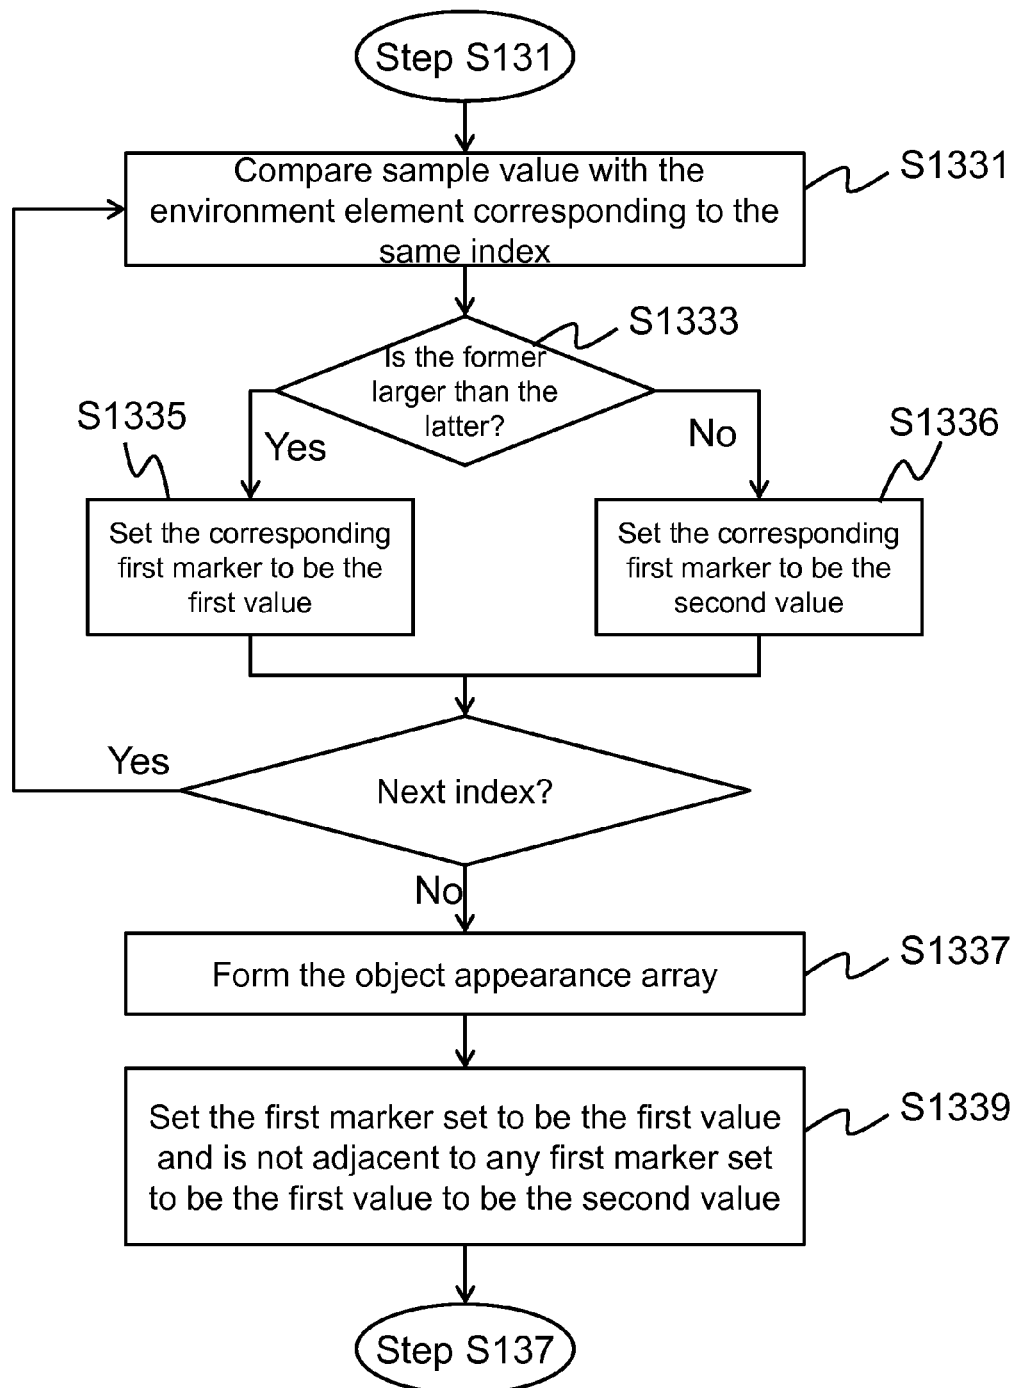 Step S131
Compare sample value with the
environment element corresponding to the
same index
S1331
S1333
Is the former
larger than the
latter?
S1335
Yes
No
S1336
Set the corresponding
first marker to be the
first value
Set the corresponding
first marker to be the
second value
Yes
Next index?
No
Form the object appearance array
S1337
Set the first marker set to be the first value
and is not adjacent to any first marker set
to be the first value to be the second value
S1339
Step S137